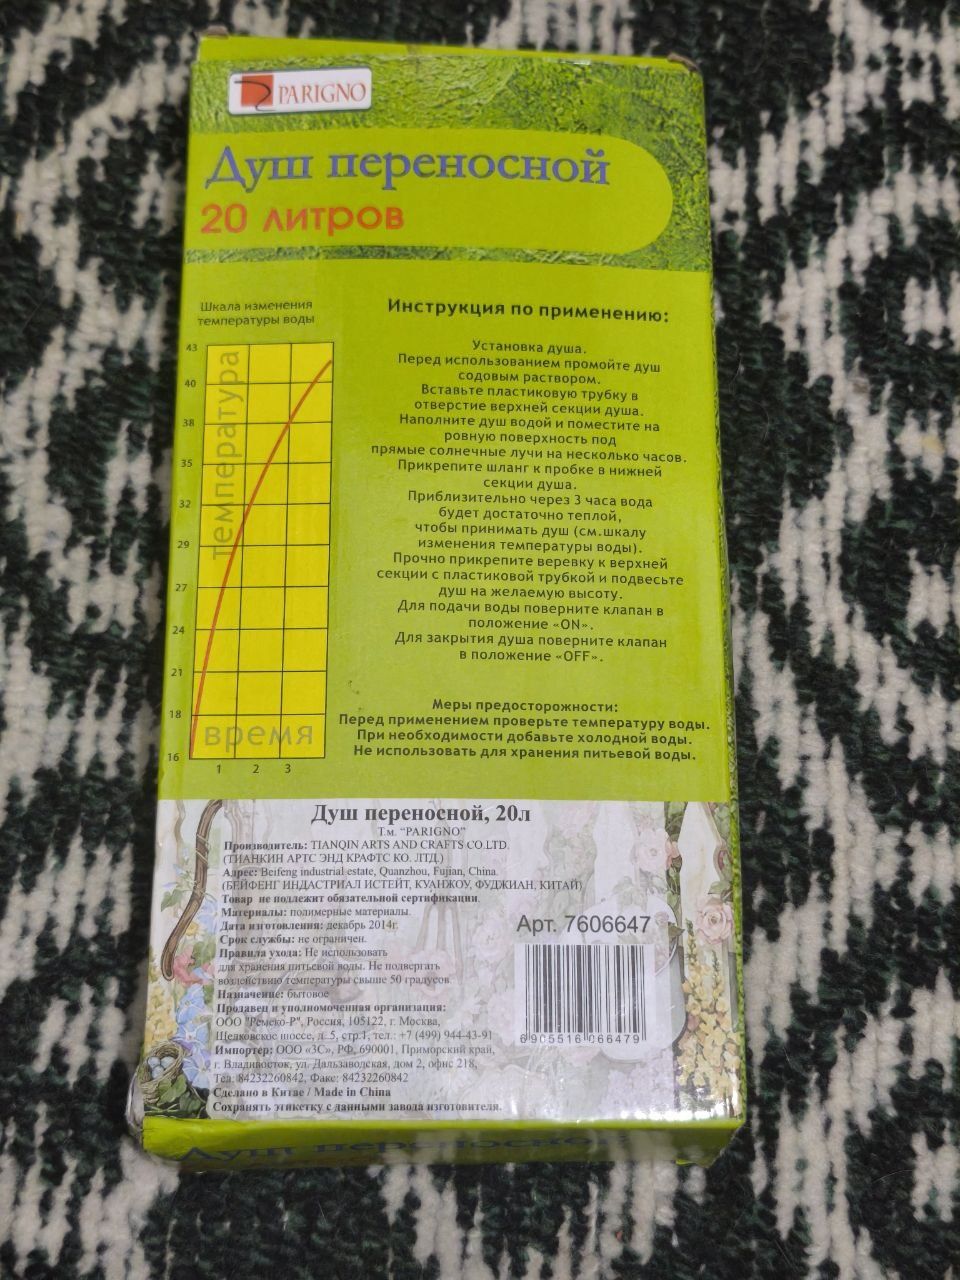 PARIGNO
Душ переносной
20 литров
Шкала изменения
температуры воды
43
40
38
35
32
29
27
24
21
18
16
температура
время
1 2 3
Инструкция по применению:
Установка душа.
Перед использованием промойте душ
содовым раствором.
Вставьте пластиковую трубку в
отверстие верхней секции душа.
Наполните душ водой и поместите на
ровную поверхность под
прямые солнечные лучи на несколько часов.
Прикрепите шланг к пробке в нижней
секции душа.
Приблизительно через 3 часа вода
будет достаточно теплой,
чтобы принимать душ (см.шкалу
изменения температуры воды).
Прочно прикрепите веревку к верхней
секции с пластиковой трубкой и подвесьте
душ на желаемую высоту.
Для подачи воды поверните клапан в
положение «ON».
Для закрытия душа поверните клапан
в положение «OFF».
Меры предосторожности:
Перед применением проверьте температуру воды.
При необходимости добавьте холодной воды.
Не использовать для хранения питьевой воды.
Душ переносной, 20л
Т.м. "PARIGNO"
Производитель: TIANQIN ARTS AND CRAFTS CO.LTD.
(ТИАНКИН АРТС ЭНД КРАФТС КО. ЛТД.)
Адрес: Beifeng industrial estate, Quanzhou, Fujian, China.
(БЕЙФЕНГ ИНДАСТРИАЛ ИСТЕЙТ, КУАНЖОУ, ФУДЖИАН, КИТАЙ)
Товар не подлежит обязательной сертификации.
Материалы: полимерные материалы.
Дата изготовления: декабрь 2014г.
Срок службы: не ограничен.
Правила ухода: Не использовать
для хранения питьевой воды. Не подвергать
воздействию температуры свыше 50 градусов.
Назначение: бытовое
Продавец и уполномоченная организация:
ООО "Ремеко-Р", Россия, 105122, г. Москва,
Щелковское шоссе, д. 5, стр.1, тел.: +7 (499) 944-43-91
Импортер: ООО «ЗС», РФ, 690001, Приморский край,
г. Владивосток, ул. Дальзаводская, дом 2, офис 218,
Тел: 84232260842, Факс: 84232260842
Сделано в Китае / Made in China
Сохранять этикетку с данными завода изготовителя.
Арт. 7606647
6 905516 066479
Душ переносной